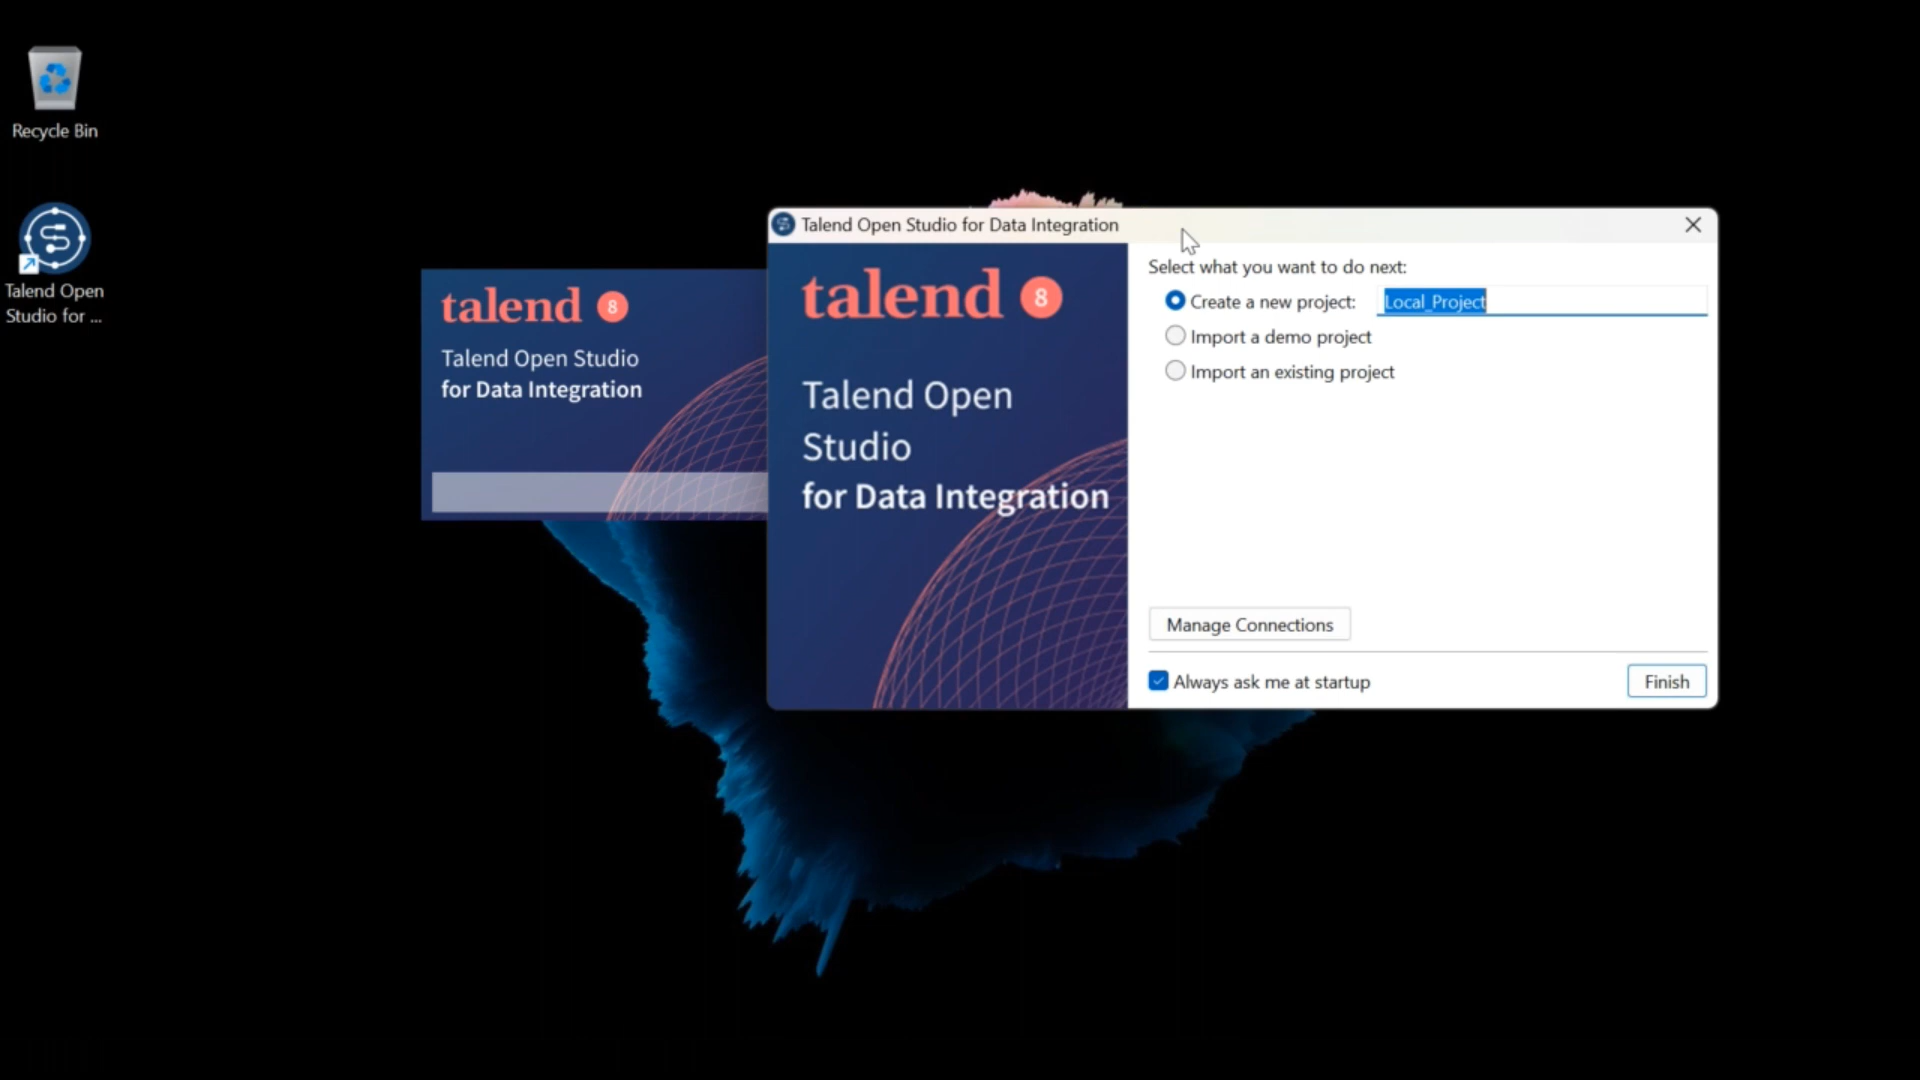 Recycle Bin
Talend Open
Studio for ...
talend 8
Talend Open Studio
for Data Integration
Talend Open Studio for Data Integration
talend 8
Talend Open
Studio
for Data Integration
Select what you want to do next:
Create a new project: Local_Project
Import a demo project
Import an existing project
Manage Connections
Always ask me at startup
Finish